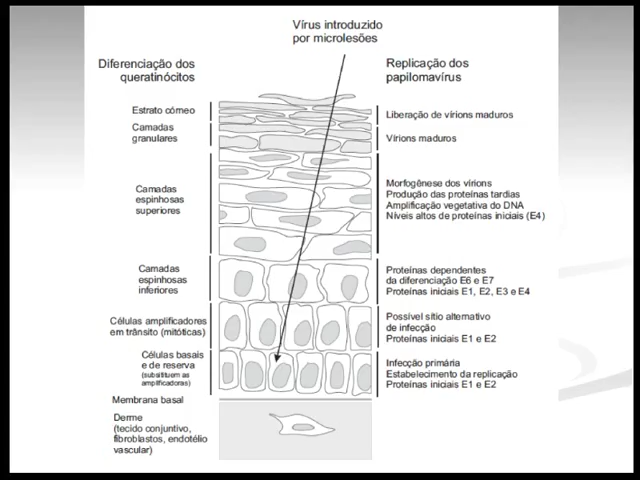 Vírus introduzido
por microlesões
Diferenciação dos
queratinócitos
Replicação dos
papilomavírus
Estrato córneo
Liberação de vírions maduros
Camadas
granulares
Vírions maduros
Camadas
espinhosas
superiores
Morfogênese dos vírions
Produção das proteínas tardias
Amplificação vegetativa do DNA
Níveis altos de proteínas iniciais (E4)
Camadas
espinhosas
inferiores
Proteínas dependentes
da diferenciação E6 e E7
Proteínas iniciais E1, E2, E3 e E4
Células amplificadores
em trânsito (mitóticas)
Possível sítio alternativo
de infecção
Proteínas iniciais E1 e E2
Células basais
e de reserva
(substituem as
amplificadoras)
Infecção primária
Estabelecimento da replicação
Proteínas iniciais E1 e E2
Membrana basal
Derme
(tecido conjuntivo,
fibroblastos, endotélio
vascular)